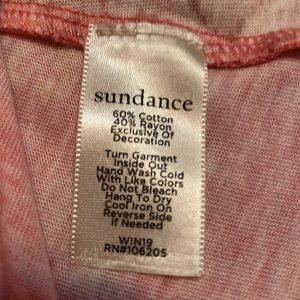 sundance
60% Cotton
40% Rayon
Exclusive Of
Decoration
Turn Garment
Inside Out
Hand Wash Cold
With Like Colors
Do Not Bleach
Hang To Dry
Cool Iron On
Reverse Side
If Needed
WIN19
RN#106205